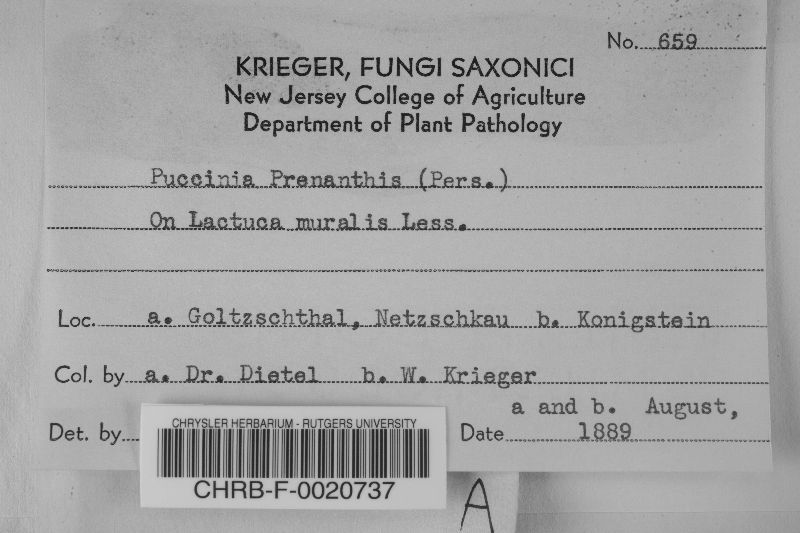 No. 659
KRIEGER, FUNGI SAXONICI
New Jersey College of Agriculture
Department of Plant Pathology
Puccinia Prenanthis (Pers.)
On Lactuca muralis Less.
Loc. a. Goltzschthal, Netzschkau b. Konigstein
Col. by a. Dr. Dietel b. W. Krieger
a and b. August,
Det. by Date 1889
CHRYSLER HERBARIUM - RUTGERS UNIVERSITY
CHRB-F-0020737
A